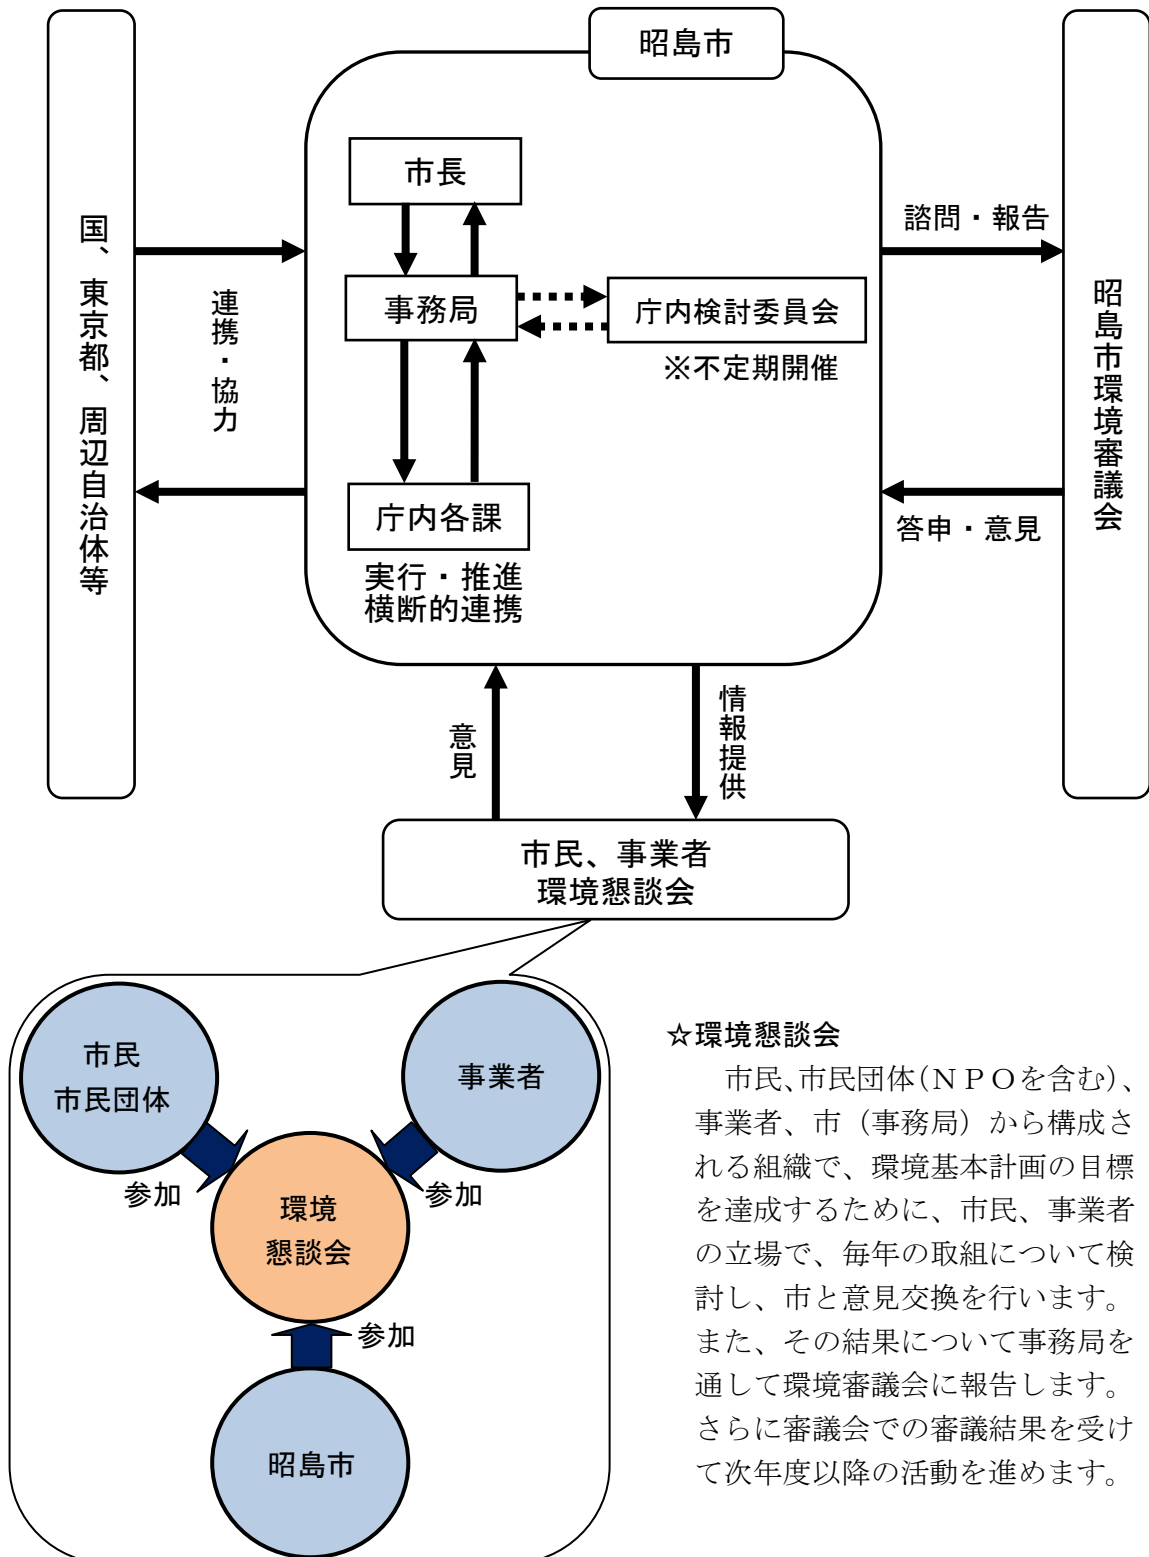 昭島市
市長
事務局
庁内検討委員会
※不定期開催
庁内各課
実行・推進
横断的連携
国、東京都、周辺自治体等
連携・協力
諮問・報告
答申・意見
昭島市環境審議会
意見
情報提供
市民、事業者
環境懇談会
市民
市民団体
事業者
参加
参加
環境
懇談会
参加
昭島市
☆環境懇談会
市民、市民団体(NPOを含む)、
事業者、市（事務局）から構成さ
れる組織で、環境基本計画の目標
を達成するために、市民、事業者
の立場で、毎年の取組について検
討し、市と意見交換を行います。
また、その結果について事務局を
通して環境審議会に報告します。
さらに審議会での審議結果を受け
て次年度以降の活動を進めます。